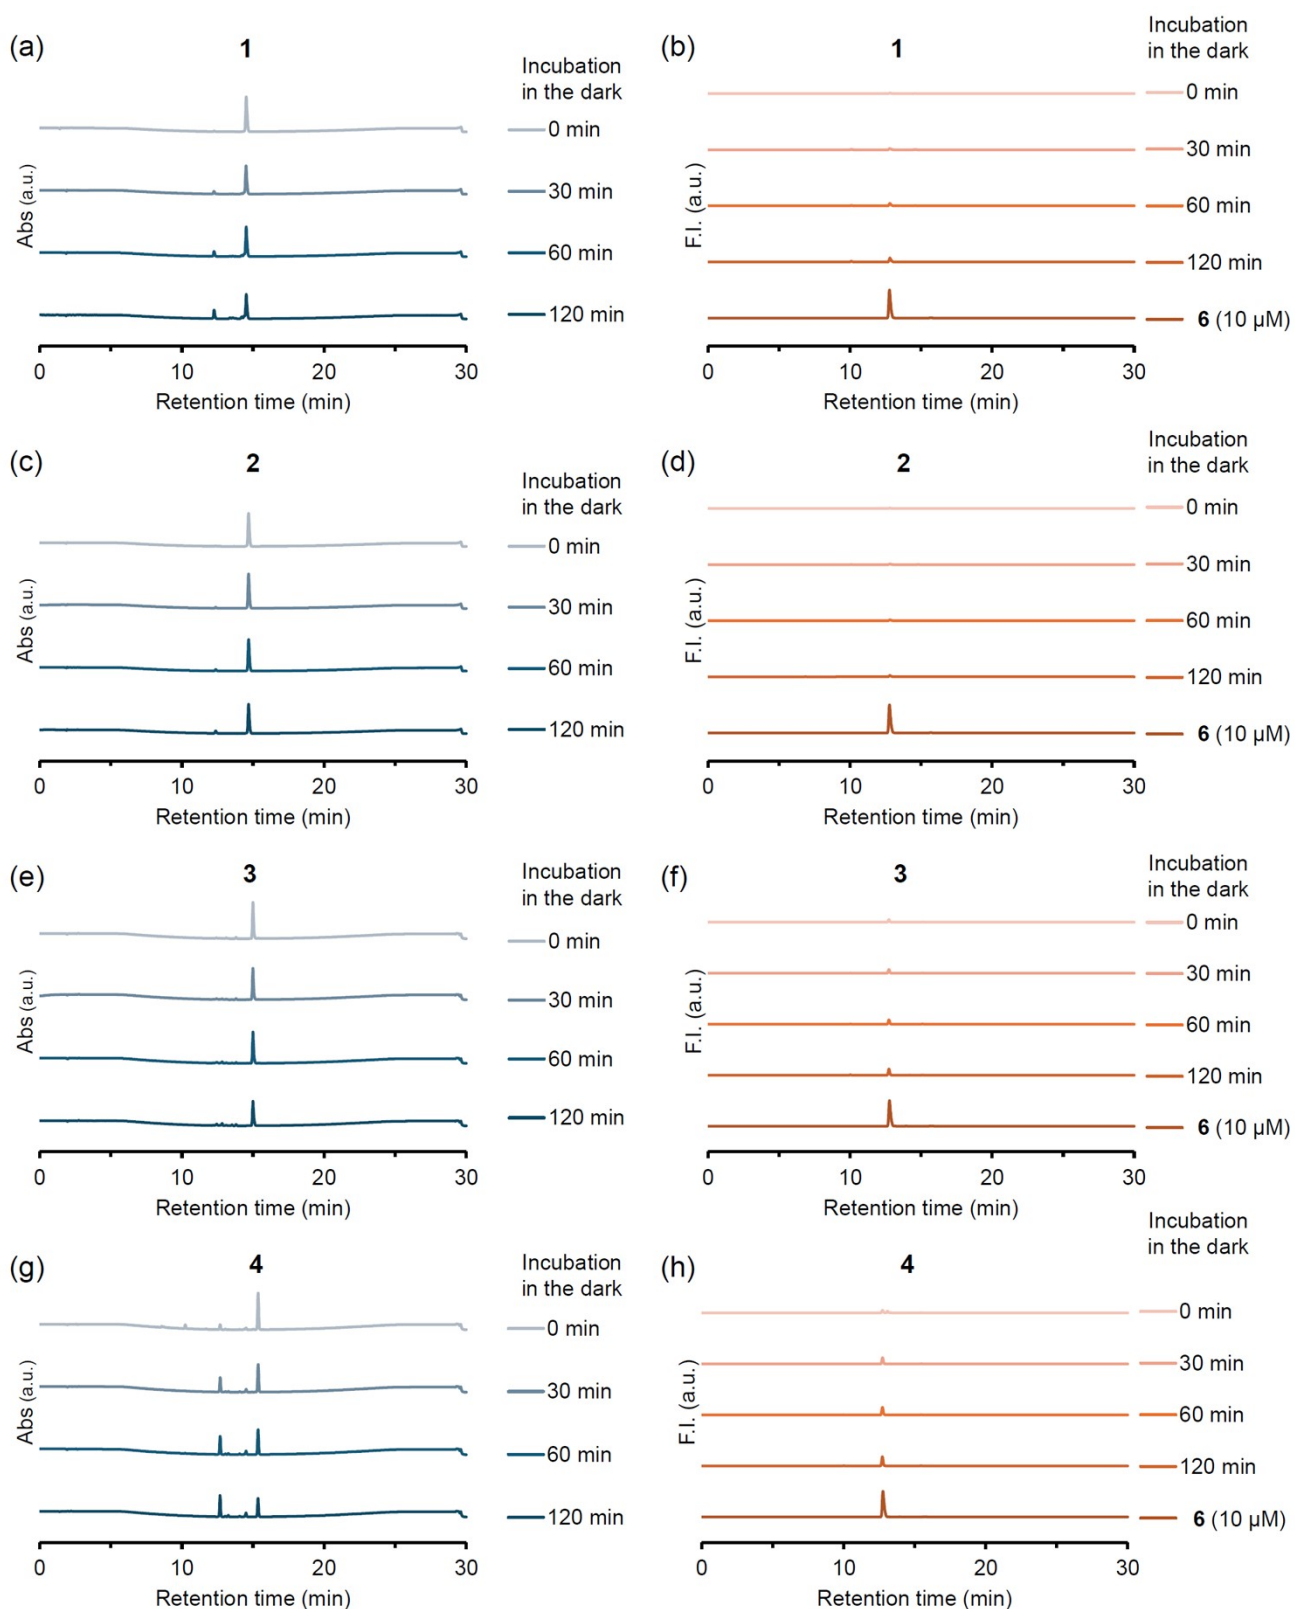 (a)
1
Incubation
in the dark
0 min
30 min
60 min
120 min
Abs (a.u.)
0
10
20
30
Retention time (min)
(b)
1
Incubation
in the dark
0 min
30 min
60 min
120 min
6 (10 µM)
F.I. (a.u.)
0
10
20
30
Retention time (min)
(c)
2
Incubation
in the dark
0 min
30 min
60 min
120 min
Abs (a.u.)
0
10
20
30
Retention time (min)
(d)
2
Incubation
in the dark
0 min
30 min
60 min
120 min
6 (10 µM)
F.I. (a.u.)
0
10
20
30
Retention time (min)
(e)
3
Incubation
in the dark
0 min
30 min
60 min
120 min
Abs (a.u.)
0
10
20
30
Retention time (min)
(f)
3
Incubation
in the dark
0 min
30 min
60 min
120 min
6 (10 µM)
F.I. (a.u.)
0
10
20
30
Retention time (min)
(g)
4
Incubation
in the dark
0 min
30 min
60 min
120 min
Abs (a.u.)
0
10
20
30
Retention time (min)
(h)
4
Incubation
in the dark
0 min
30 min
60 min
120 min
6 (10 µM)
F.I. (a.u.)
0
10
20
30
Retention time (min)